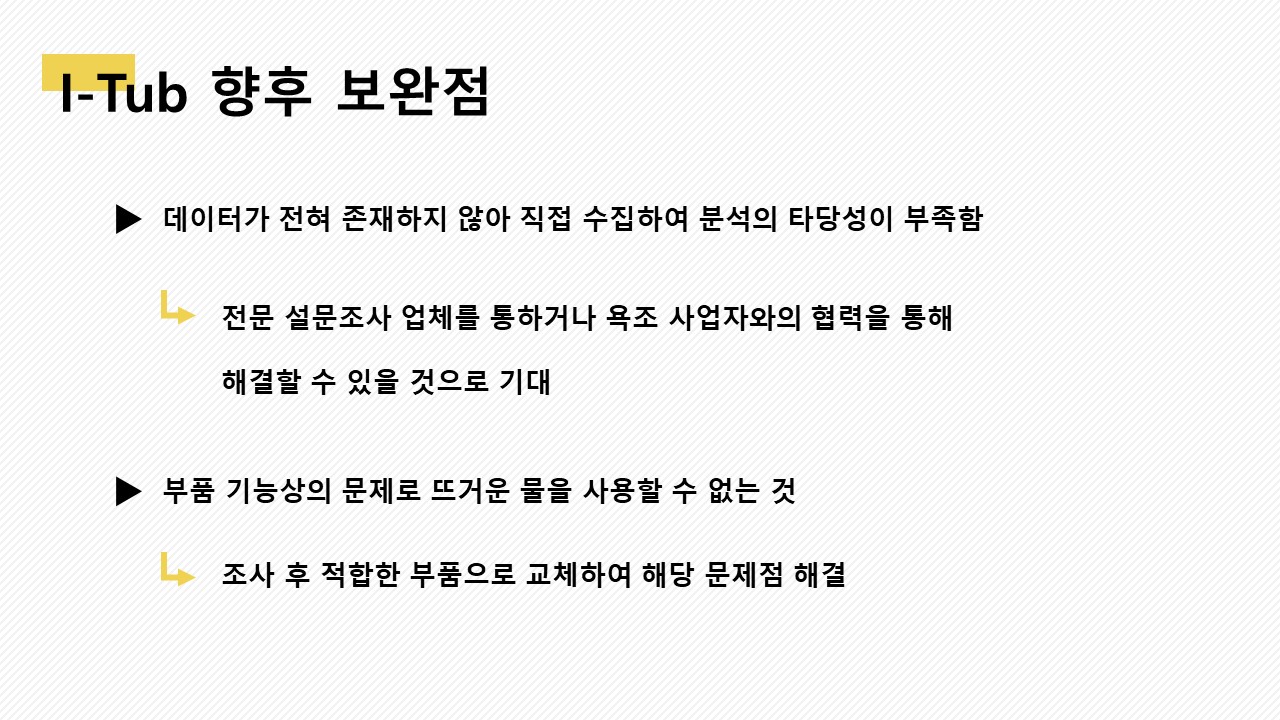 I-Tub 향후 보완점
▶ 데이터가 전혀 존재하지 않아 직접 수집하여 분석의 타당성이 부족함
전문 설문조사 업체를 통하거나 욕조 사업자와의 협력을 통해
해결할 수 있을 것으로 기대
▶ 부품 기능상의 문제로 뜨거운 물을 사용할 수 없는 것
조사 후 적합한 부품으로 교체하여 해당 문제점 해결